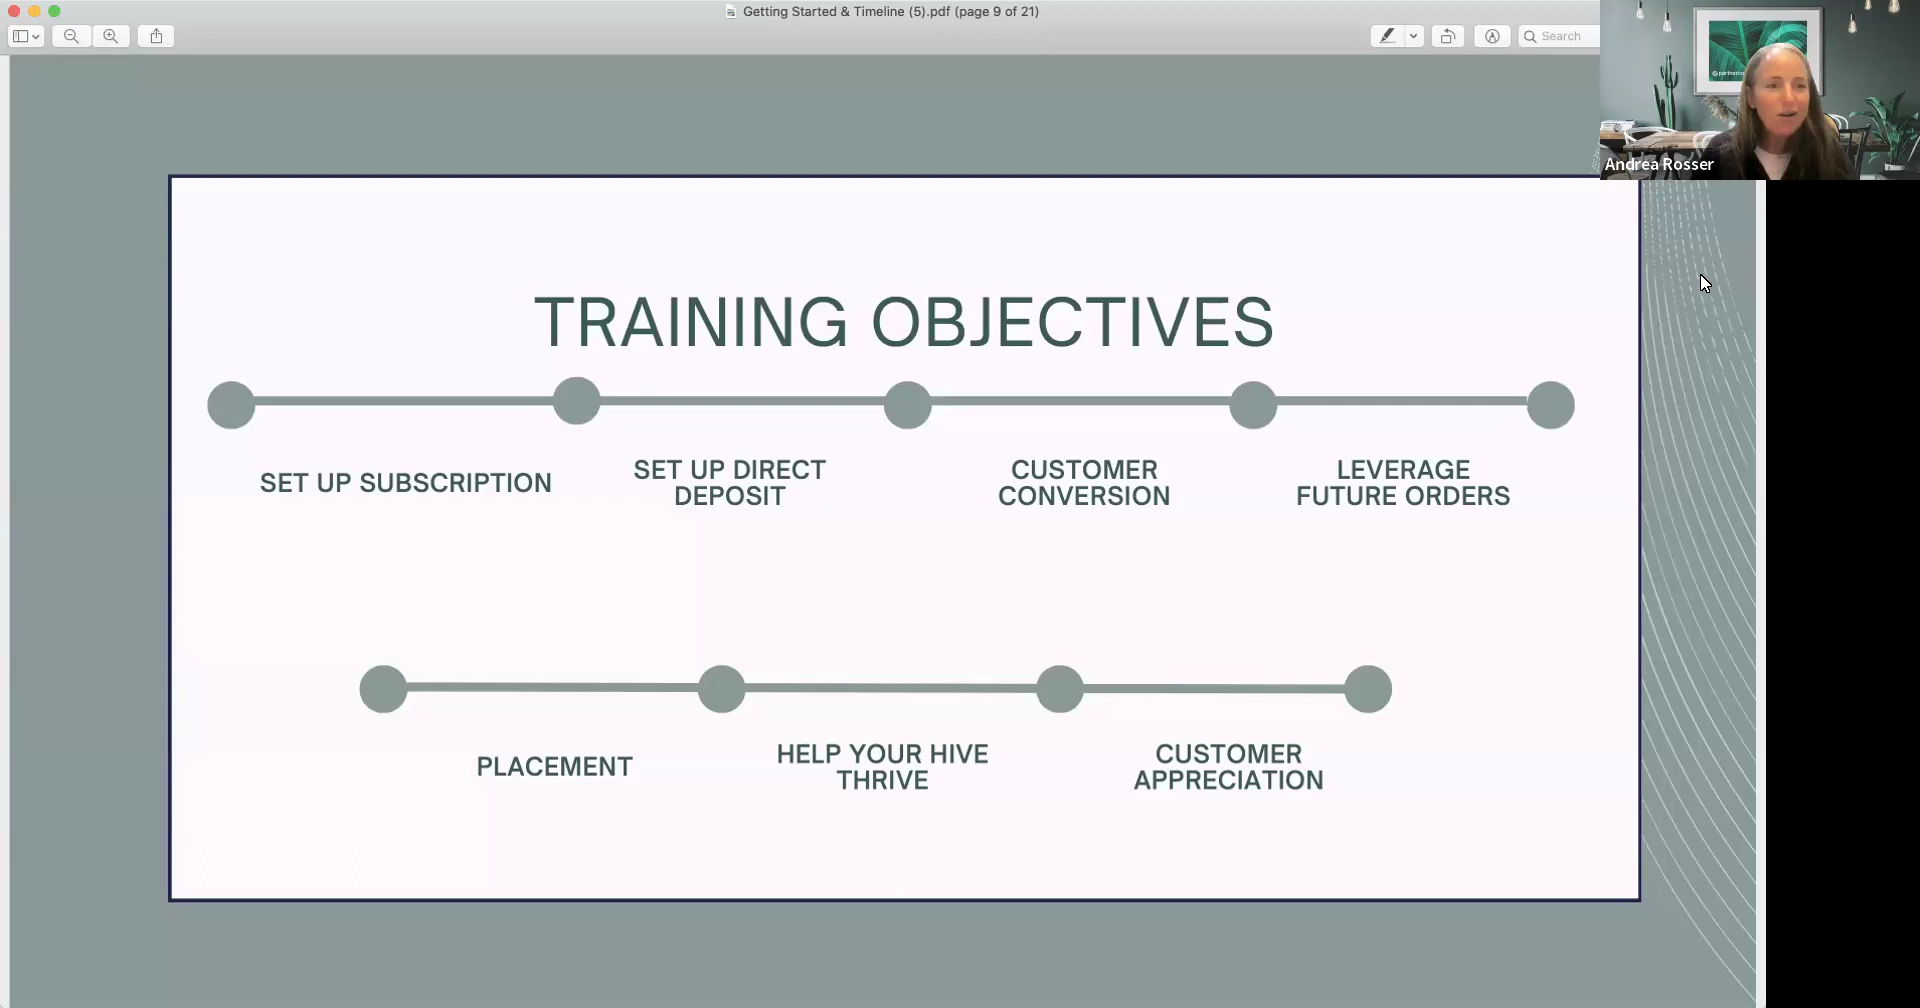 Getting Started & Timeline (5).pdf (page 9 of 21)
Search
Andrea Rosser
TRAINING OBJECTIVES
SET UP SUBSCRIPTION
SET UP DIRECT
DEPOSIT
CUSTOMER
CONVERSION
LEVERAGE
FUTURE ORDERS
PLACEMENT
HELP YOUR HIVE
THRIVE
CUSTOMER
APPRECIATION